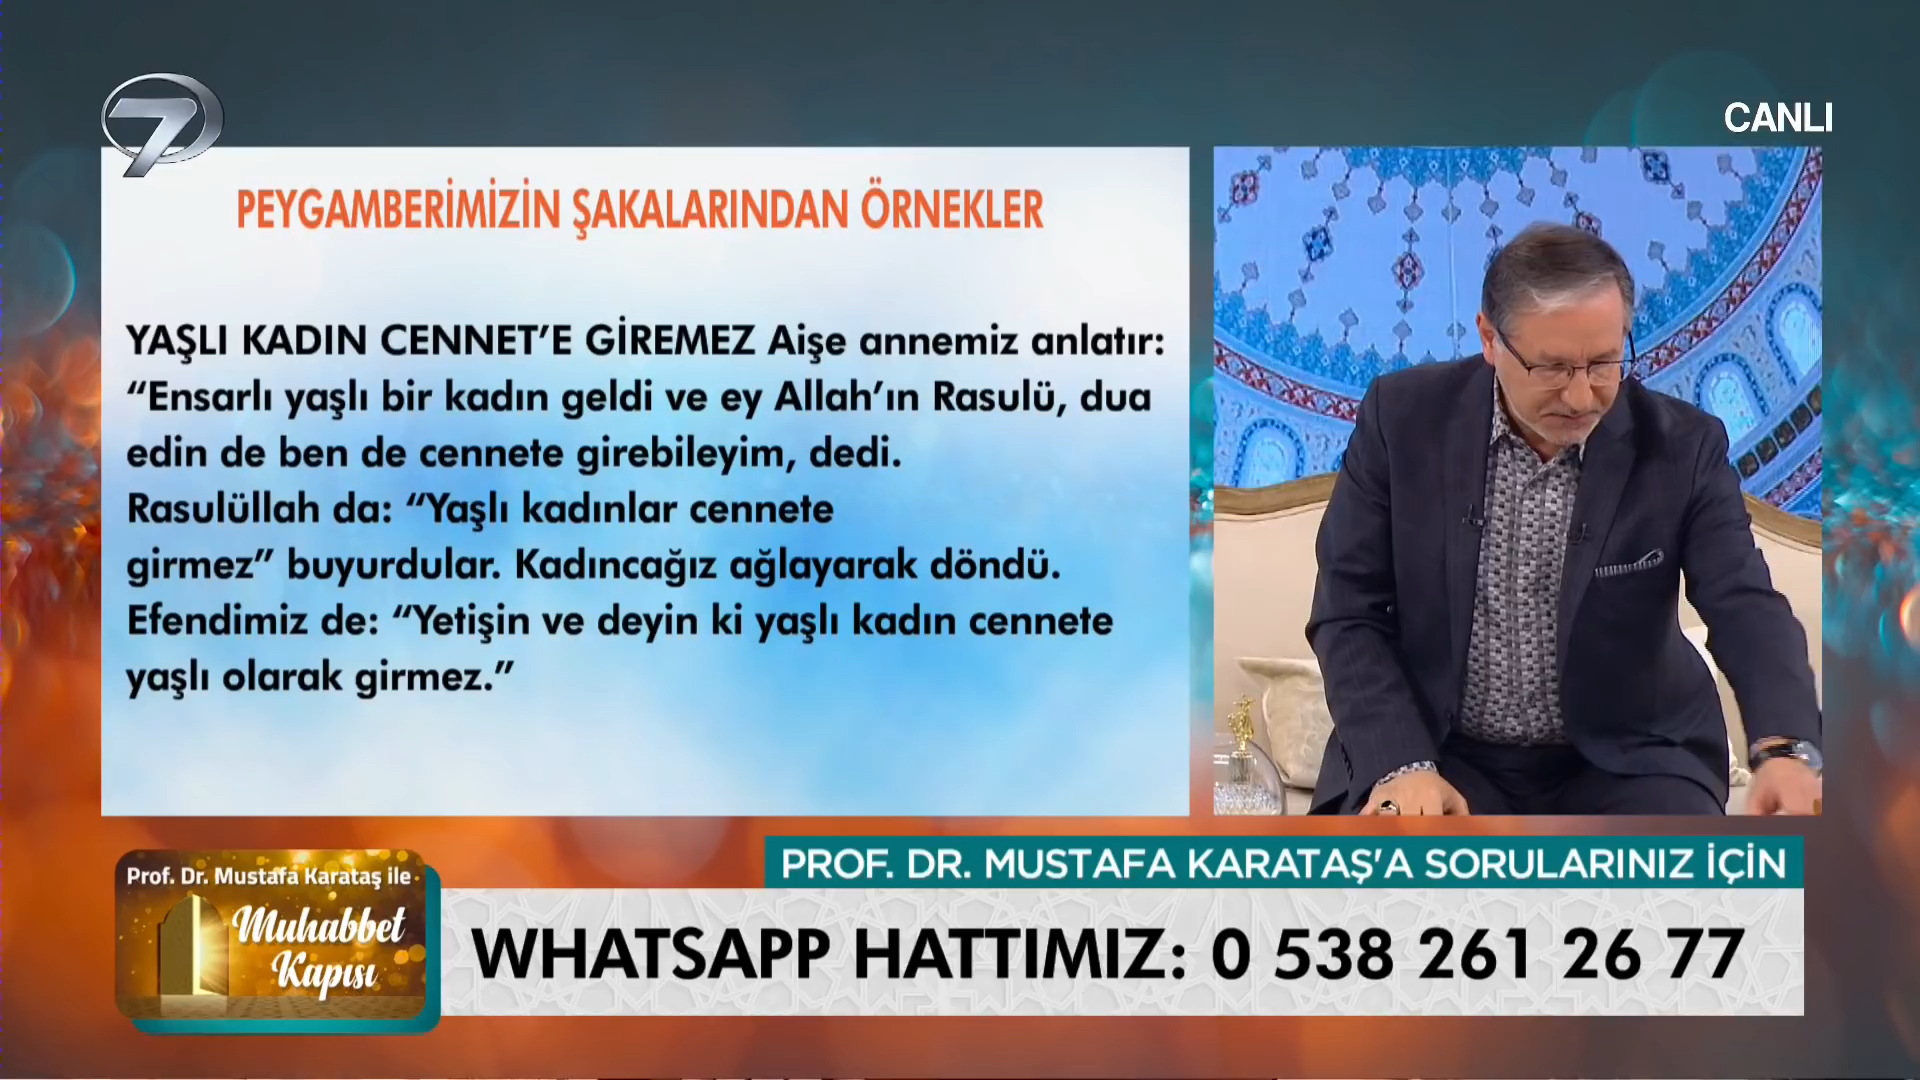 7
CANLI
PEYGAMBERİMİZİN ŞAKALARINDAN ÖRNEKLER
YAŞLI KADIN CENNET’E GİREMEZ Aişe annemiz anlatır:
“Ensarlı yaşlı bir kadın geldi ve ey Allah’ın Rasulü, dua
edin de ben de cennete girebileyim, dedi.
Rasulüllah da: “Yaşlı kadınlar cennete
girmez” buyurdular. Kadıncağız ağlayarak döndü.
Efendimiz de: “Yetişin ve deyin ki yaşlı kadın cennete
yaşlı olarak girmez.”
PROF. DR. MUSTAFA KARATAŞ'A SORULARINIZ İÇİN
Prof. Dr. Mustafa Karataş ile
Muhabbet
Kapısı
WHATSAPP HATTIMIZ: 0 538 261 26 77